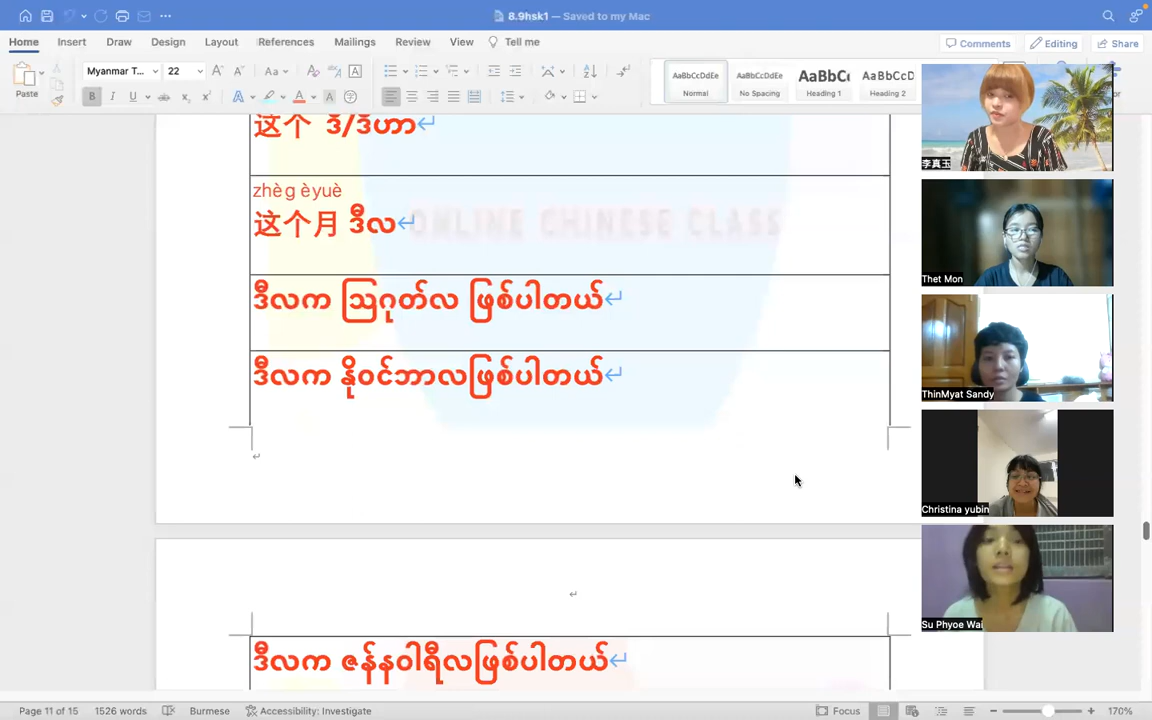 8.9hsk1 — Saved to my Mac
Home Insert Draw Design Layout References Mailings Review View Tell me
Comments Editing Share
Paste
Myanmar T... 22
AaBbCcDdEe AaBbCcDdEe AaBbC AaBbCcD
Normal No Spacing Heading 1 Heading 2
这个 ဒီ/ဒီဟာ
zhè g èyuè
这个月 ဒီလ
ONLINE CHINESE CLASS
ဒီလက ဩဂုတ်လ ဖြစ်ပါတယ်
ဒီလက နိုဝင်ဘာလဖြစ်ပါတယ်
ဒီလက ဇန်နဝါရီလဖြစ်ပါတယ်
李真玉
Thet Mon
ThinMyat Sandy
Christina yubin
Su Phyoe Wai
Page 11 of 15 1526 words Burmese Accessibility: Investigate Focus 170%